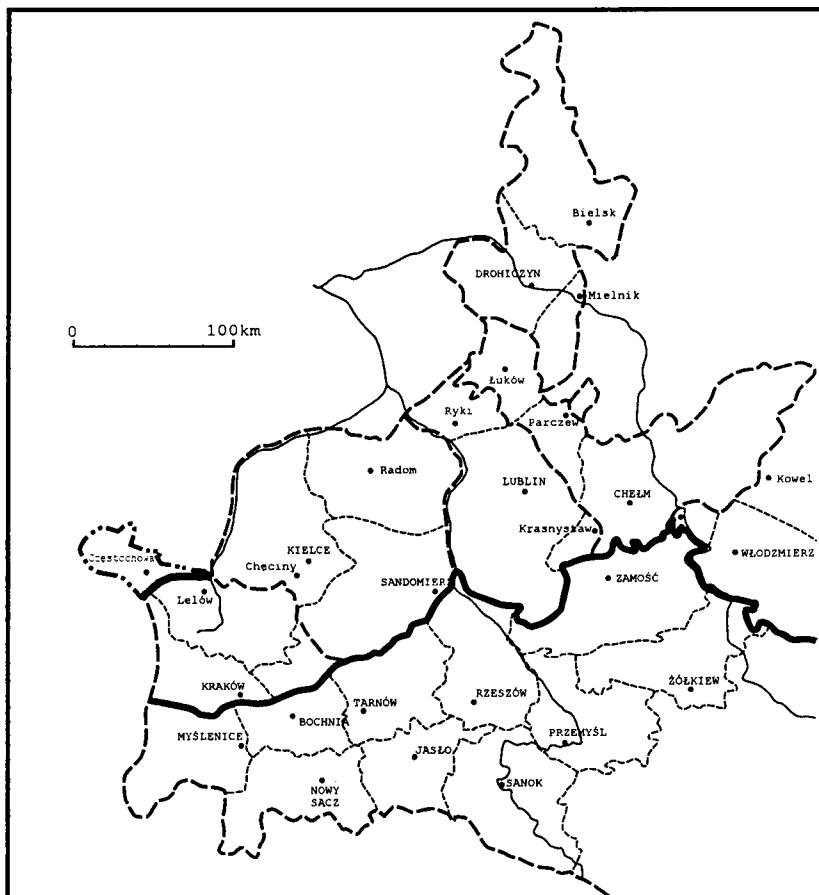 Bielsk
DROHICZYN
Mielnik
0 100km
Łuków
Ryki
Parczew
Radom
LUBLIN
Kowel
CHEŁM
Krasnystaw
Częstochowa
KIELCE
Chęciny
WŁODZMIERZ
SANDOMIERZ
ZAMOŚĆ
Lelów
KRAKÓW
ŻÓŁKIEW
TARNÓW
RZESZÓW
BOCHNIA
PRZEMYŚL
MYŚLENICE
JASŁO
NOWY
SĄCZ
SANOK